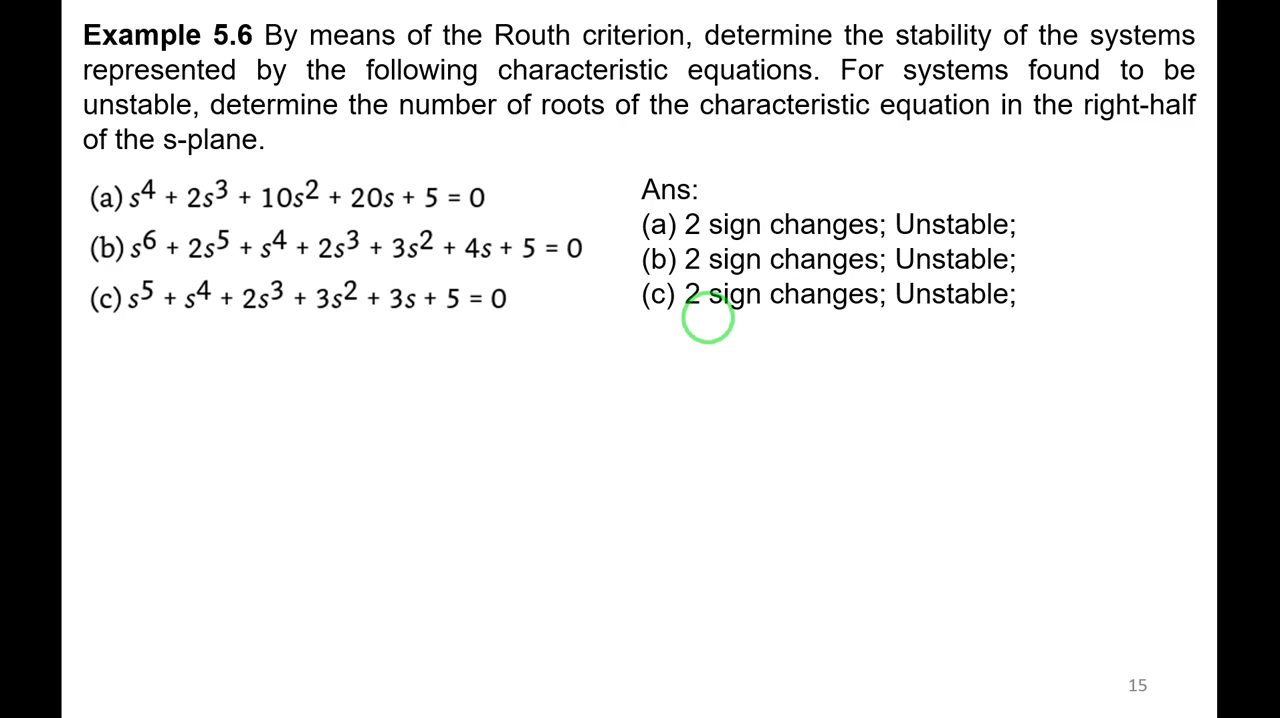 Example 5.6 By means of the Routh criterion, determine the stability of the systems
represented by the following characteristic equations. For systems found to be
unstable, determine the number of roots of the characteristic equation in the right-half
of the s-plane.
(a) s⁴ + 2s³ + 10s² + 20s + 5 = 0
(b) s⁶ + 2s⁵ + s⁴ + 2s³ + 3s² + 4s + 5 = 0
(c) s⁵ + s⁴ + 2s³ + 3s² + 3s + 5 = 0
Ans:
(a) 2 sign changes; Unstable;
(b) 2 sign changes; Unstable;
(c) 2 sign changes; Unstable;
15